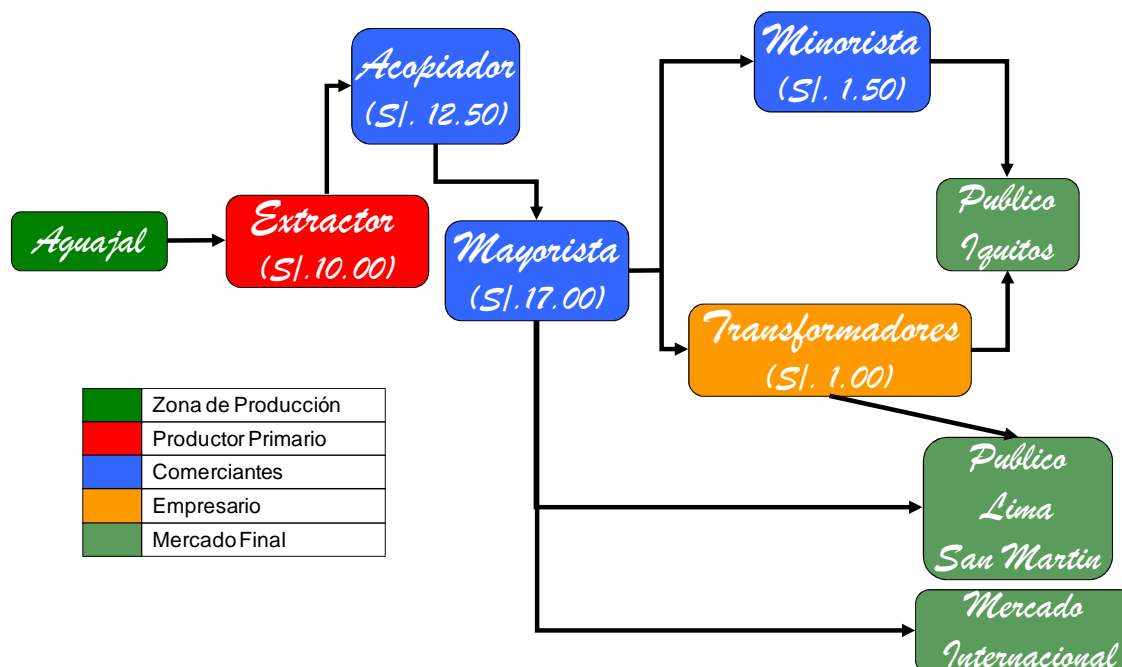 Aguajal
Extractor
(S/.10.00)
Acopiador
(S/. 12.50)
Mayorista
(S/.17.00)
Minorista
(S/. 1.50)
Transformadores
(S/. 1.00)
Publico
Iquitos
Publico
Lima
San Martin
Mercado
Internacional
Zona de Producción
Productor Primario
Comerciantes
Empresario
Mercado Final